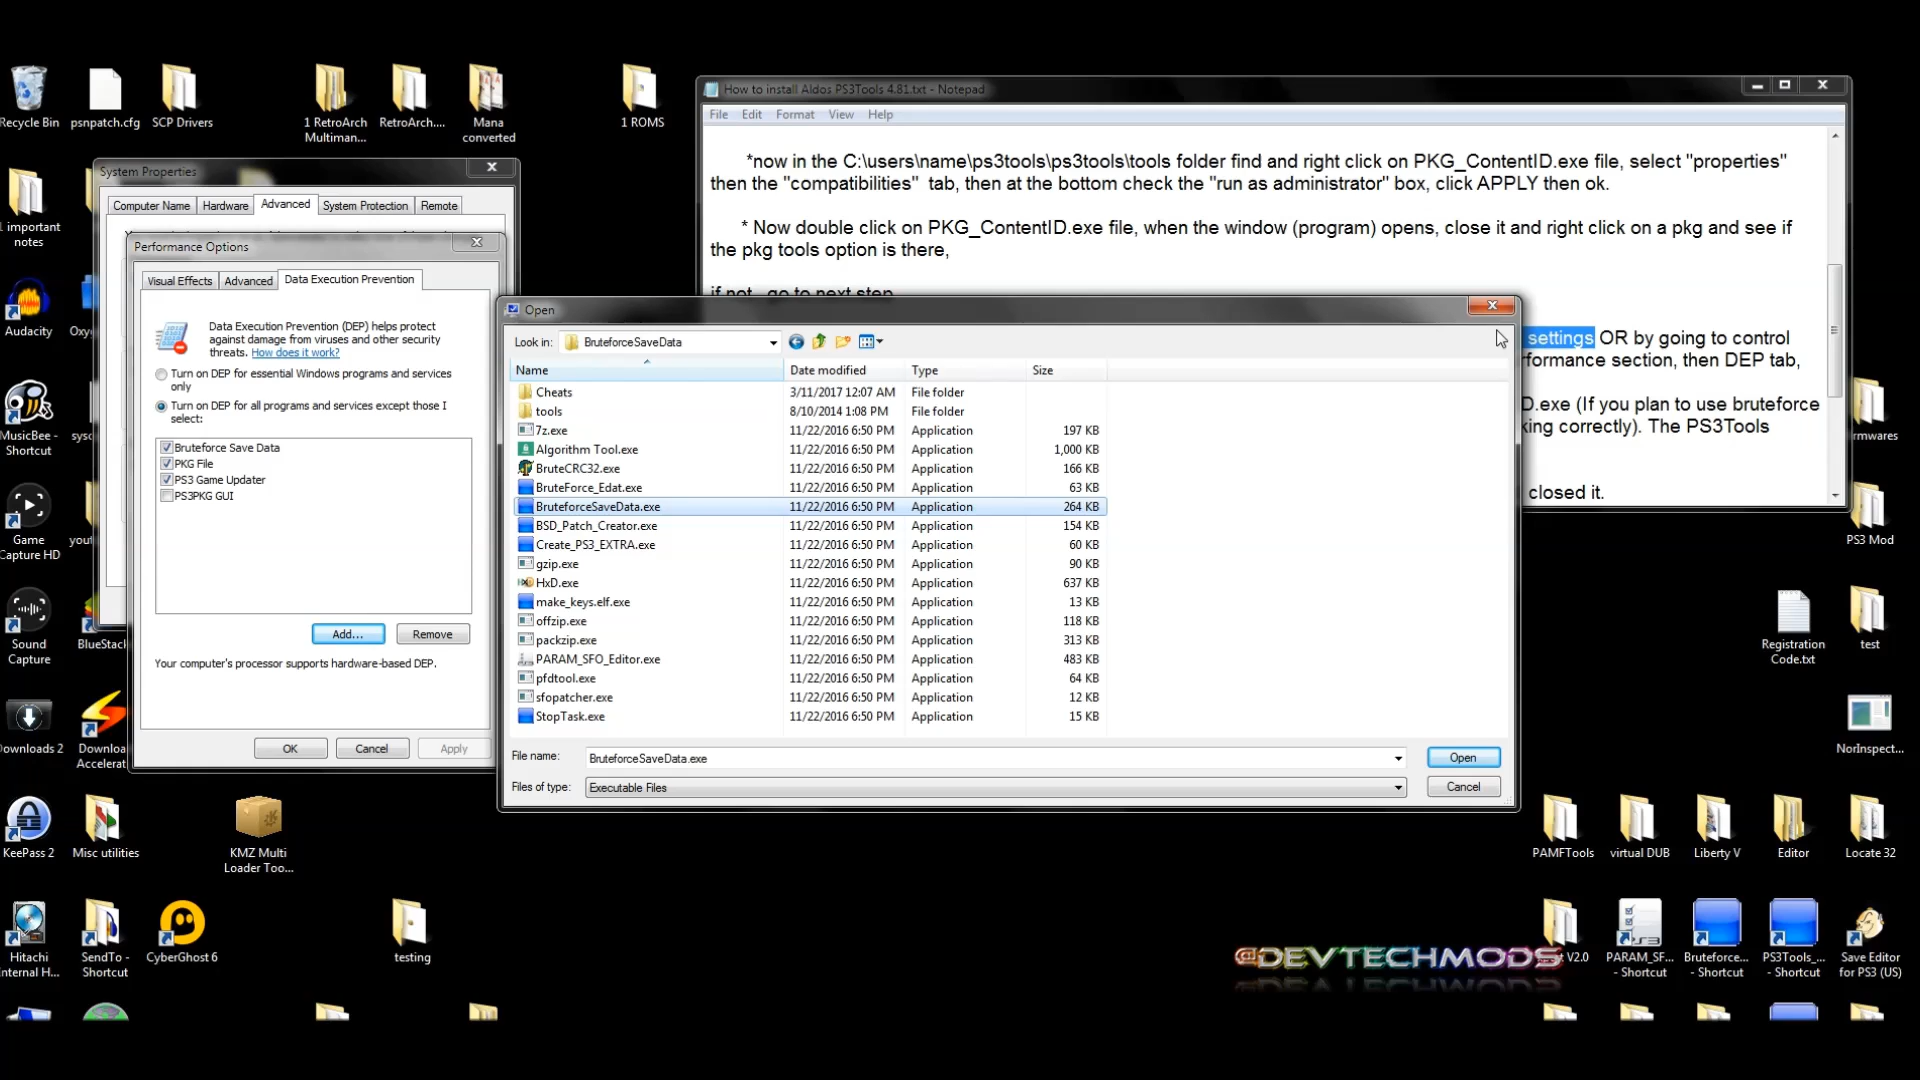 Recycle Bin
psnpatch.cfg
SCP Drivers
1 RetroArch
Multiman...
RetroArch....
Mana
converted
1 ROMS
How to install Aldos PS3Tools 4.81.txt - Notepad
File Edit Format View Help
*now in the C:\users\name\ps3tools\ps3tools\tools folder find and right click on PKG_ContentID.exe file, select "properties"
then the "compatibilities" tab, then at the bottom check the "run as administrator" box, click APPLY then ok.
* Now double click on PKG_ContentID.exe file, when the window (program) opens, close it and right click on a pkg and see if
the pkg tools option is there,
if not, go to next step
settings OR by going to control
rformance section, then DEP tab,
D.exe (If you plan to use bruteforce
king correctly). The PS3Tools
closed it.
System Properties
Computer Name Hardware Advanced System Protection Remote
Performance Options
Visual Effects Advanced Data Execution Prevention
Data Execution Prevention (DEP) helps protect
against damage from viruses and other security
threats. How does it work?
Turn on DEP for essential Windows programs and services
only
Turn on DEP for all programs and services except those I
select:
Bruteforce Save Data
PKG File
PS3 Game Updater
PS3PKG GUI
Add... Remove
Your computer's processor supports hardware-based DEP.
OK Cancel Apply
Open
Look in: BruteforceSaveData
Name Date modified Type Size
Cheats 3/11/2017 12:07 AM File folder
tools 8/10/2014 1:08 PM File folder
7z.exe 11/22/2016 6:50 PM Application 197 KB
Algorithm Tool.exe 11/22/2016 6:50 PM Application 1,000 KB
BruteCRC32.exe 11/22/2016 6:50 PM Application 166 KB
BruteForce_Edat.exe 11/22/2016 6:50 PM Application 63 KB
BruteforceSaveData.exe 11/22/2016 6:50 PM Application 264 KB
BSD_Patch_Creator.exe 11/22/2016 6:50 PM Application 154 KB
Create_PS3_EXTRA.exe 11/22/2016 6:50 PM Application 60 KB
gzip.exe 11/22/2016 6:50 PM Application 90 KB
HxD.exe 11/22/2016 6:50 PM Application 637 KB
make_keys.elf.exe 11/22/2016 6:50 PM Application 13 KB
offzip.exe 11/22/2016 6:50 PM Application 118 KB
packzip.exe 11/22/2016 6:50 PM Application 313 KB
PARAM_SFO_Editor.exe 11/22/2016 6:50 PM Application 483 KB
pfdtool.exe 11/22/2016 6:50 PM Application 64 KB
sfopatcher.exe 11/22/2016 6:50 PM Application 12 KB
StopTask.exe 11/22/2016 6:50 PM Application 15 KB
File name: BruteforceSaveData.exe Open
Files of type: Executable Files Cancel
1 important
notes
Audacity
Oxy
MusicBee -
Shortcut
sysc
Game
Capture HD
yout
Sound
Capture
BlueStack
ownloads 2
Downloa
Accelerat
KeePass 2
Misc utilities
KMZ Multi
Loader Too...
Hitachi
nternal H...
SendTo -
Shortcut
CyberGhost 6
testing
rmwares
PS3 Mod
Registration
Code.txt
test
NorInspect...
PAMFTools
virtual DUB
Liberty V
Editor
Locate 32
@DEVTECHMODS
V2.0
PARAM_SF...
- Shortcut
Bruteforce...
- Shortcut
PS3Tools_...
- Shortcut
Save Editor
for PS3 (US)